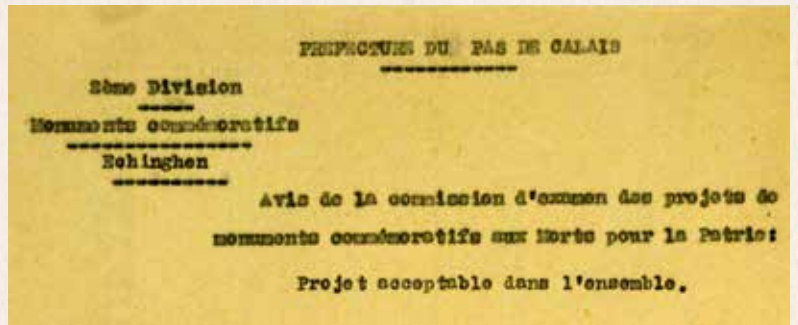 PREFECTURE DU PAS DE CALAIS
2ème Division
Monuments commémoratifs
Echinghen
Avis de la commission d'examen des projets de
monuments commémoratifs aux Morts pour la Patrie:
Projet acceptable dans l'ensemble.